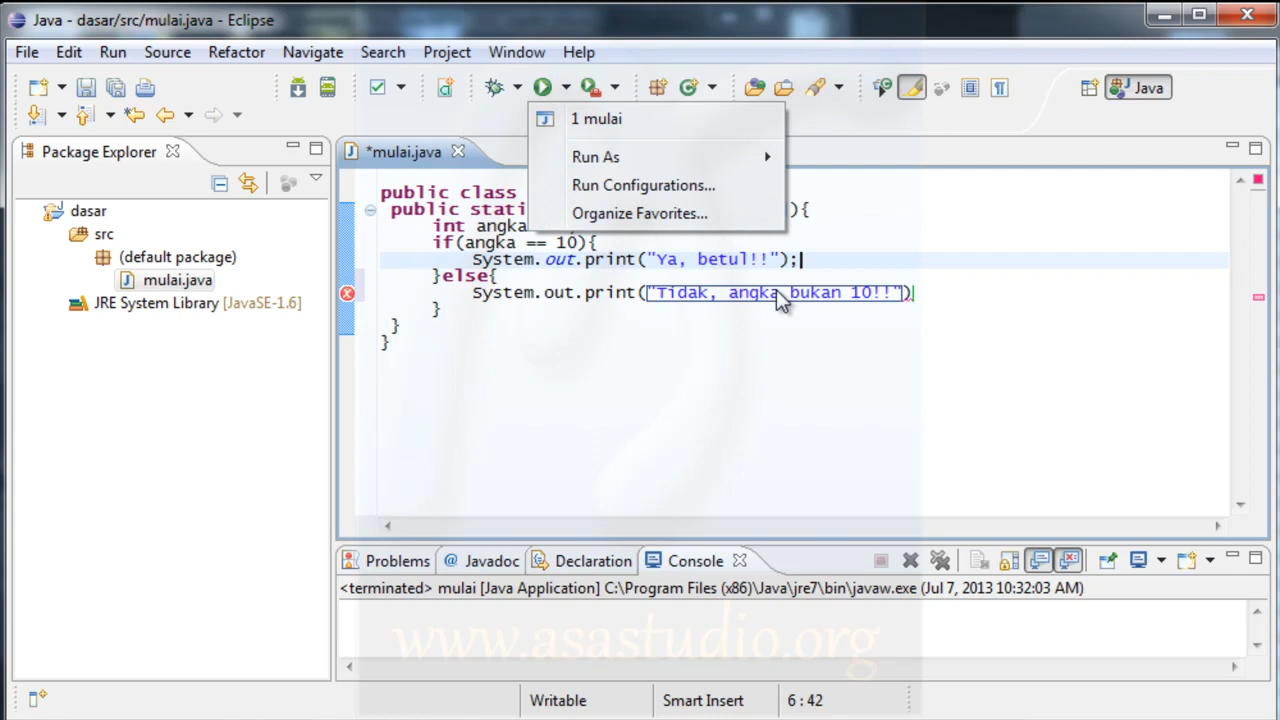 Java - dasar/src/mulai.java - Eclipse
File Edit Run Source Refactor Navigate Search Project Window Help
Java
Package Explorer
*mulai.java
1 mulai
Run As
Run Configurations...
Organize Favorites...
dasar
src
(default package)
mulai.java
JRE System Library [JavaSE-1.6]
public class
public stati ){
int angka
if(angka == 10){
System.out.print("Ya, betul!!");
}else{
System.out.print("Tidak, angka bukan 10!!")
}
}
}
Problems Javadoc Declaration Console
<terminated> mulai [Java Application] C:\Program Files (x86)\Java\jre7\bin\javaw.exe (Jul 7, 2013 10:32:03 AM)
www.asastudio.org
Writable Smart Insert 6 : 42